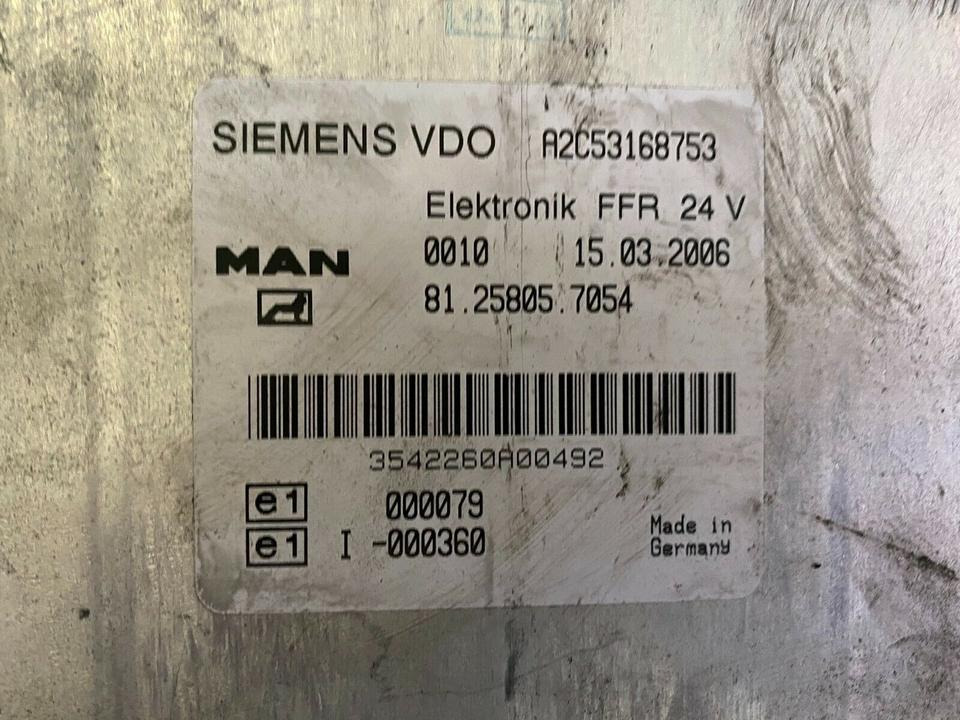 SIEMENS VDO A2C53168753
Elektronik FFR 24 V
MAN 0010 15.03.2006
81.25805.7054
3542260A00492
e1 000079
e1 I -000360
Made in
Germany